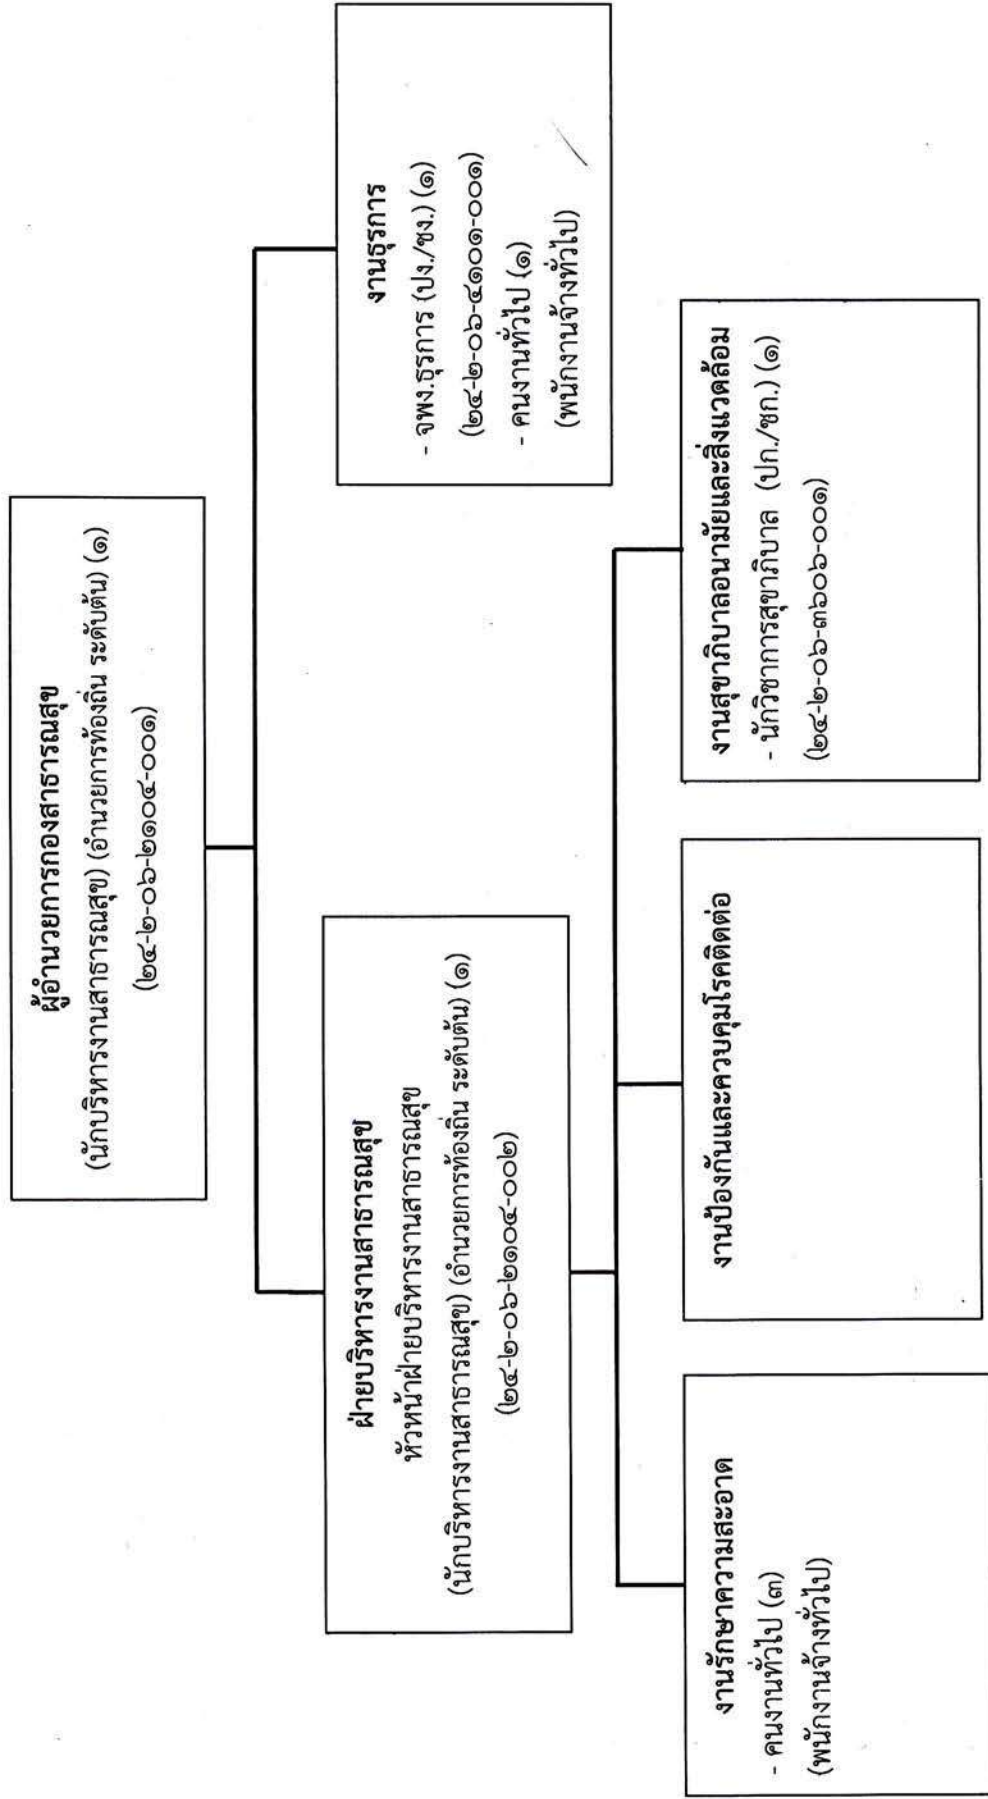 ผู้อำนวยการกองสาธารณสุข
(นักบริหารงานสาธารณสุข) (อำนวยการท้องถิ่น ระดับต้น) (๑)
(๒๔-๒-๐๖-๒๑๐๔-๐๐๑)
ฝ่ายบริหารงานสาธารณสุข
หัวหน้าฝ่ายบริหารงานสาธารณสุข
(นักบริหารงานสาธารณสุข) (อำนวยการท้องถิ่น ระดับต้น) (๑)
(๒๔-๒-๐๖-๒๑๐๔-๐๐๒)
งานธุรการ
- จพง.ธุรการ (ปง./ชง.) (๑)
(๒๔-๒-๐๖-๔๑๐๑-๐๐๑)
- คนงานทั่วไป (๑)
(พนักงานจ้างทั่วไป)
งานรักษาความสะอาด
- คนงานทั่วไป (๓)
(พนักงานจ้างทั่วไป)
งานป้องกันและควบคุมโรคติดต่อ
งานสุขาภิบาลอนามัยและสิ่งแวดล้อม
- นักวิชาการสุขาภิบาล (ปก./ชก.) (๑)
(๒๔-๒-๐๖-๓๖๐๖-๐๐๑)